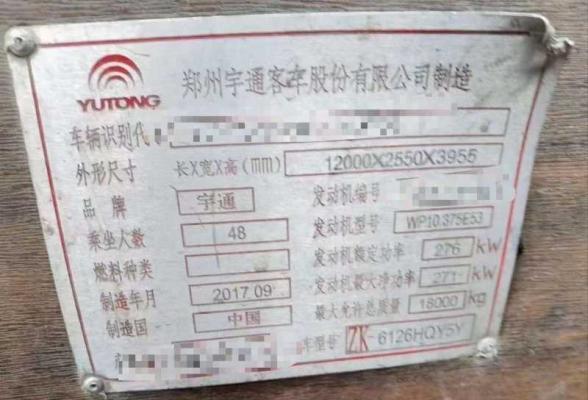 YUTONG
郑州宇通客车股份有限公司制造
车辆识别代
外形尺寸 长X宽X高(mm) 12000X2550X3955
品牌 宇通 发动机编号
发动机型号 WP10.375E53
乘坐人数 48
发动机额定功率 276 kW
燃料种类
发动机最大净功率 271 kW
制造年月 2017.09
最大允许总质量 18000 kg
制造国 中国
车型号 ZK-6126HQY5Y